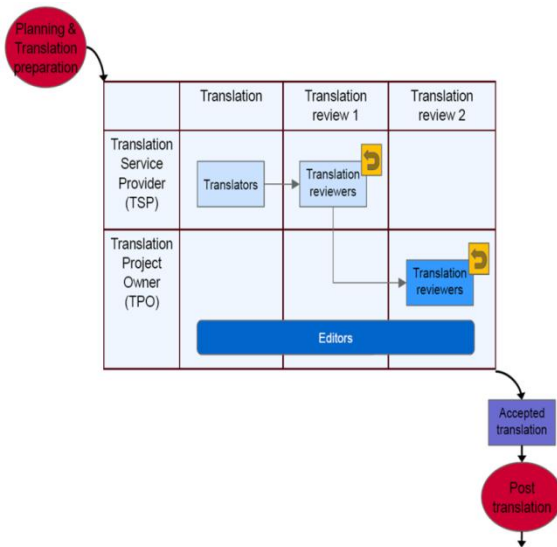 Planning &
Translation
preparation
Translation
Translation
review 1
Translation
review 2
Translation
Service
Provider
(TSP)
Translators
Translation
reviewers
Translation
Project
Owner
(TPO)
Translation
reviewers
Editors
Accepted
translation
Post
translation